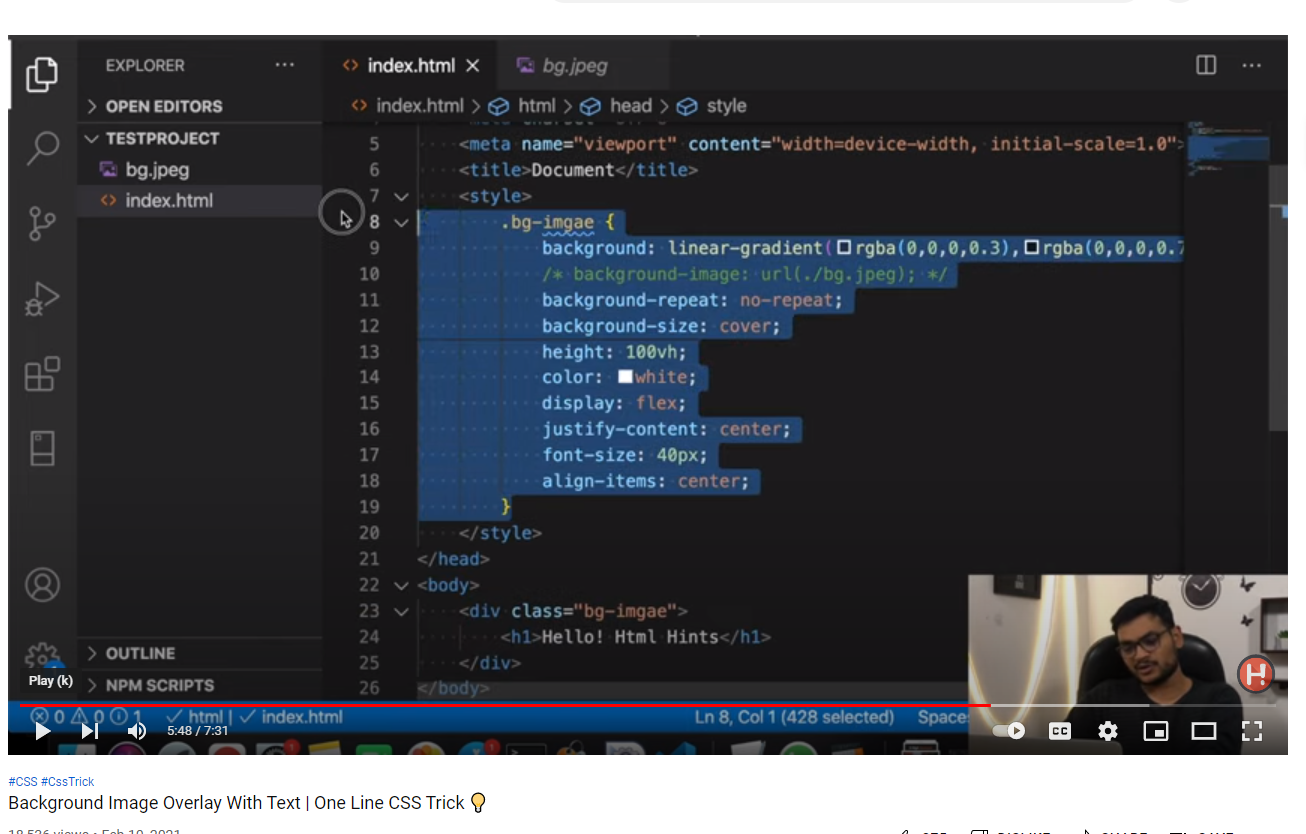 EXPLORER
index.html
bg.jpeg
OPEN EDITORS
index.html > html > head > style
TESTPROJECT
bg.jpeg
index.html
5 <meta name="viewport" content="width=device-width, initial-scale=1.0">
6 <title>Document</title>
7 <style>
8 .bg-imgae {
9 background: linear-gradient(rgba(0,0,0,0.3),rgba(0,0,0,0.7
10 /* background-image: url(./bg.jpeg); */
11 background-repeat: no-repeat;
12 background-size: cover;
13 height: 100vh;
14 color: white;
15 display: flex;
16 justify-content: center;
17 font-size: 40px;
18 align-items: center;
19 }
20 </style>
21 </head>
22 <body>
23 <div class="bg-imgae">
24 <h1>Hello! Html Hints</h1>
25 </div>
26 </body>
OUTLINE
Play (k)
NPM SCRIPTS
H
0 0 1 html | index.html
Ln 8, Col 1 (428 selected) Space
5:48 / 7:31
CC
#CSS #CssTrick
Background Image Overlay With Text | One Line CSS Trick